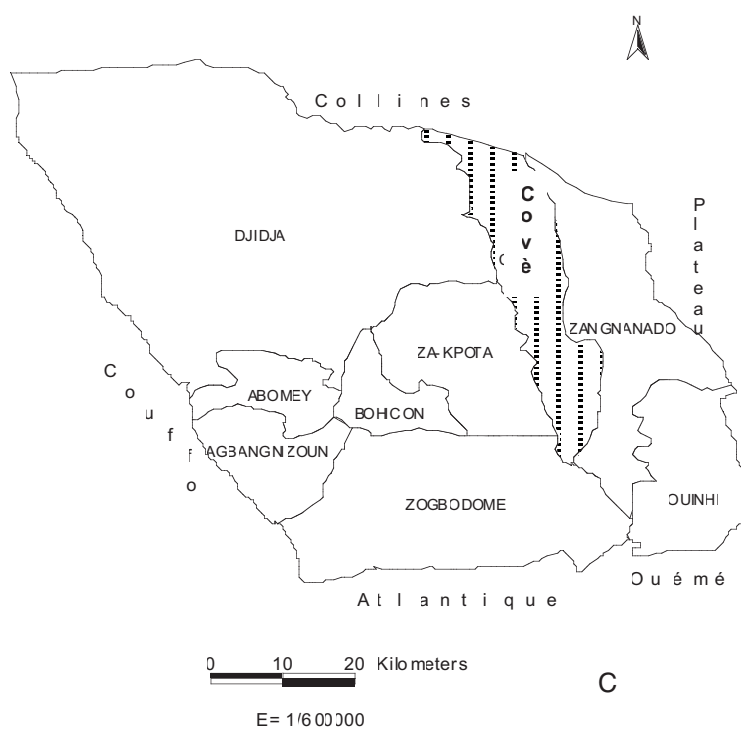 N
Collines
Covè
Plateau
DJIDJA
C
ZANGNANADO
ZA-KPOTA
Couffo
ABOMEY
BOHICON
AGBANGNIZOUN
ZOGBODOME
OUINHI
Ouémé
Atlantique
0 10 20 Kilometers
C
E= 1/600000